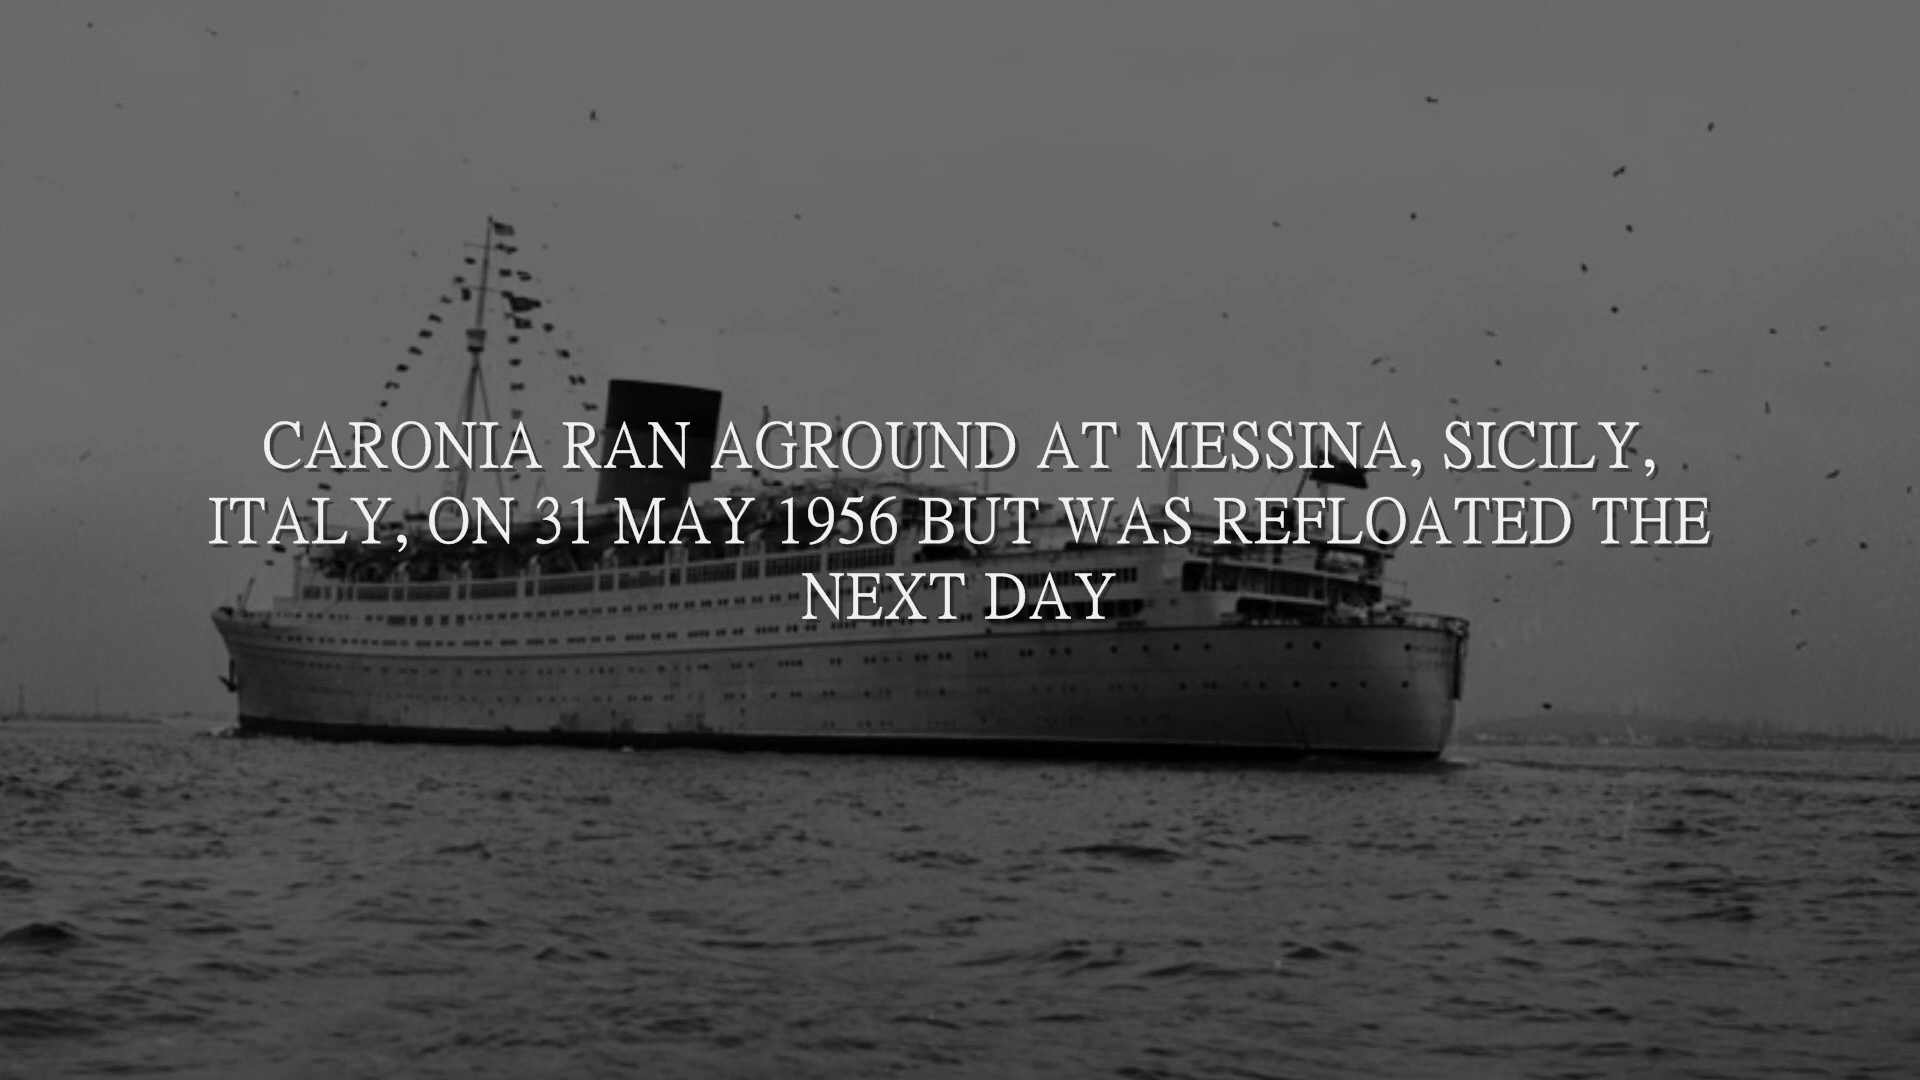 CARONIA RAN AGROUND AT MESSINA, SICILY,
ITALY, ON 31 MAY 1956 BUT WAS REFLOATED THE
NEXT DAY